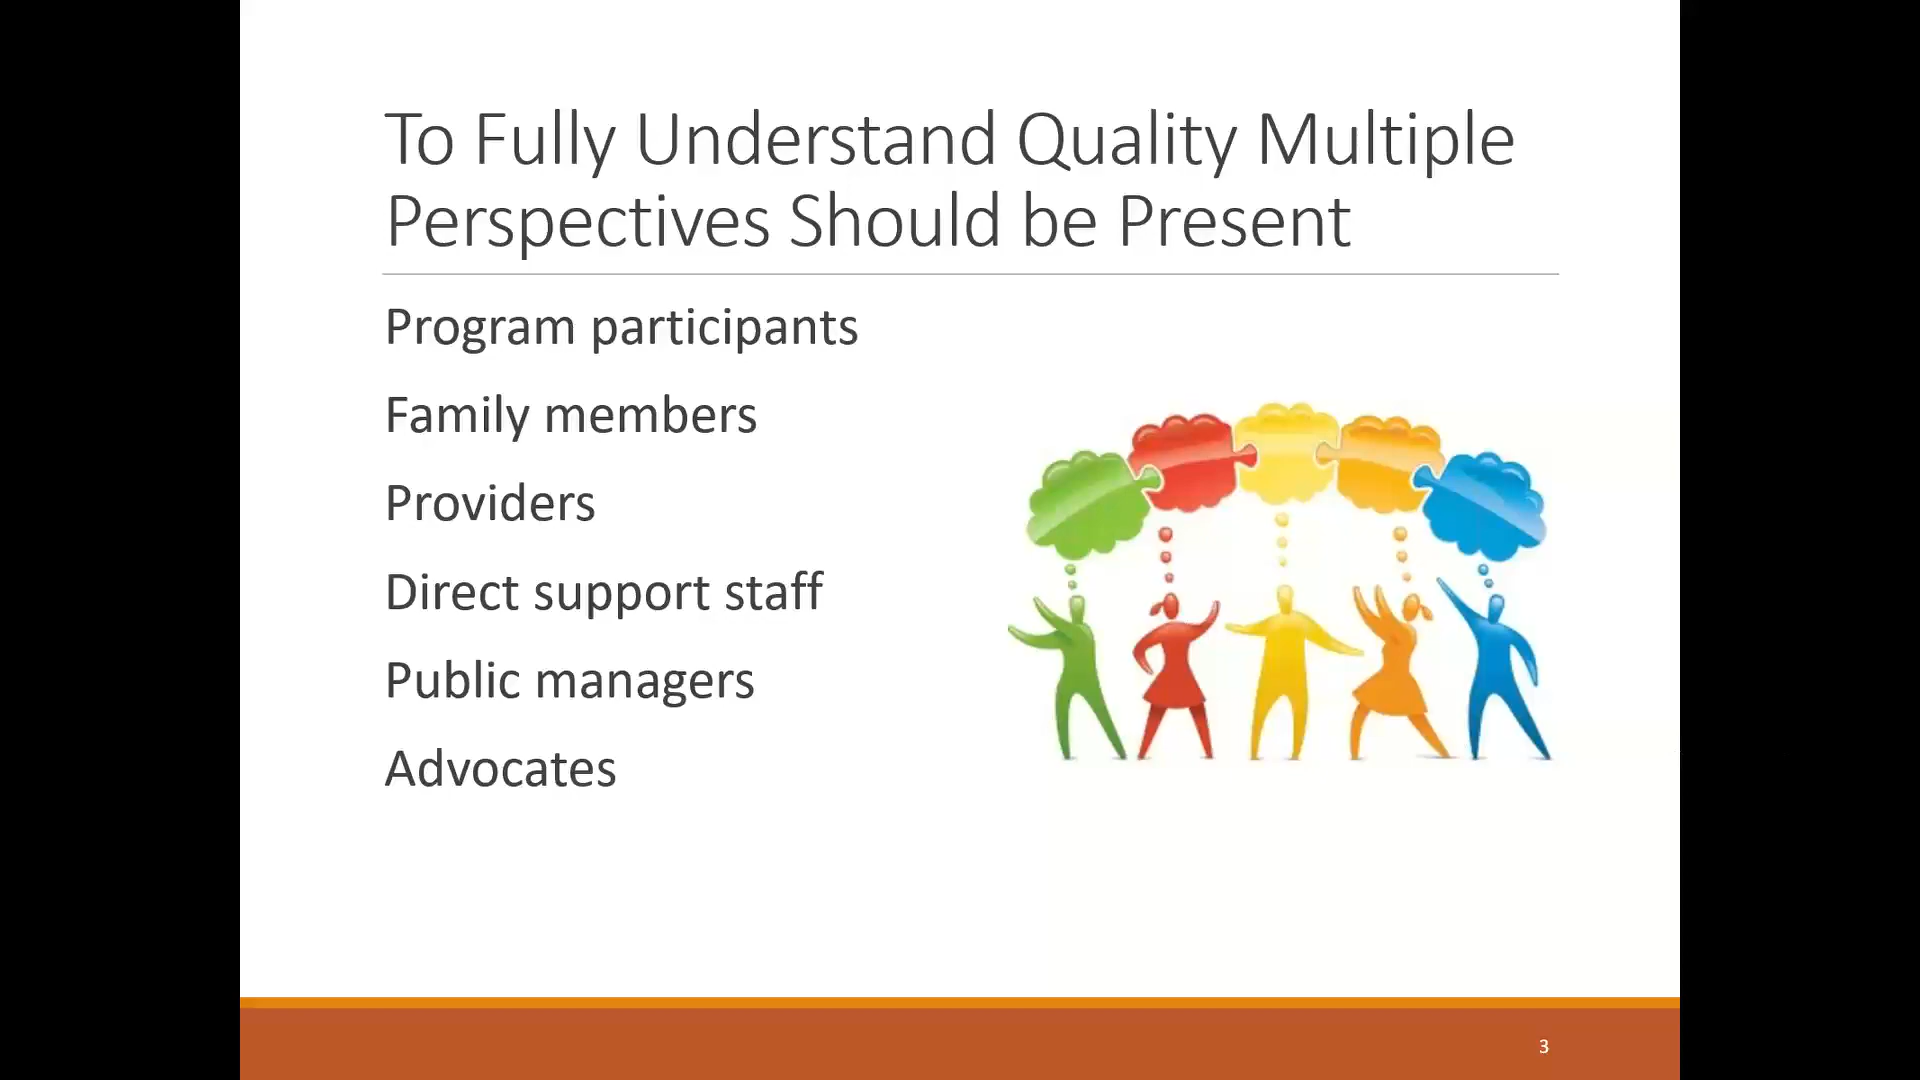 To Fully Understand Quality Multiple
Perspectives Should be Present
Program participants
Family members
Providers
Direct support staff
Public managers
Advocates
3